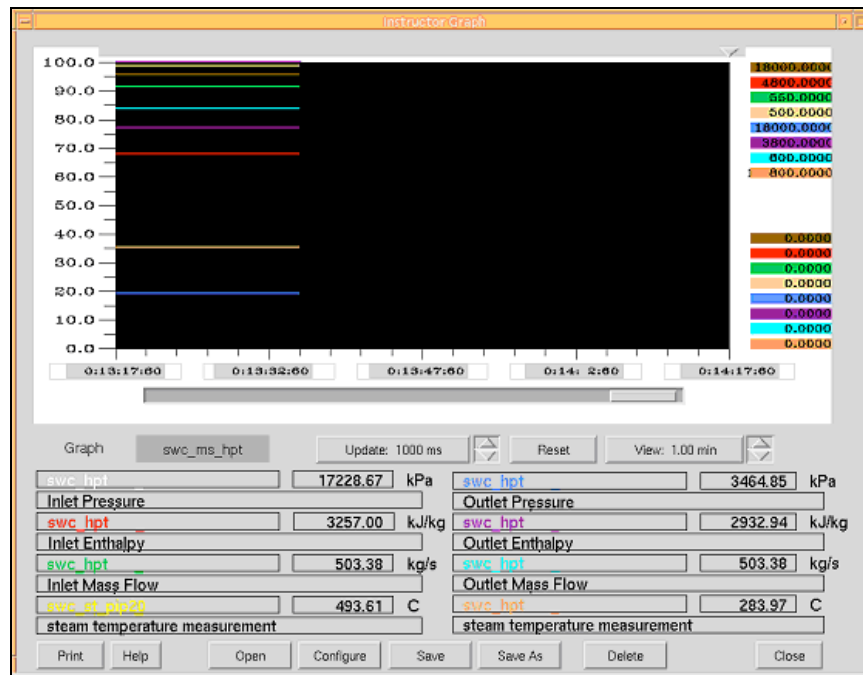 Instructor Graph
100.0
90.0
80.0
70.0
60.0
50.0
40.0
30.0
20.0
10.0
0.0
18000.0000
4800.0000
550.0000
500.0000
18000.0000
3800.0000
600.0000
800.0000
0.0000
0.0000
0.0000
0.0000
0.0000
0.0000
0.0000
0.0000
0:13:17:60 0:13:32:60 0:13:47:60 0:14: 2:60 0:14:17:60
Graph swc_ms_hpt Update: 1000 ms Reset View: 1.00 min
swc_hpt _ 17228.67 kPa swc_hpt _ 3464.85 kPa
Inlet Pressure Outlet Pressure
swc_hpt _ 3257.00 kJ/kg swc_hpt _ 2932.94 kJ/kg
Inlet Enthalpy Outlet Enthalpy
swc_hpt _ 503.38 kg/s swc_hpt _ 503.38 kg/s
Inlet Mass Flow Outlet Mass Flow
swc_st_pip20 493.61 C swc_hpt _ 283.97 C
steam temperature measurement steam temperature measurement
Print Help Open Configure Save Save As Delete Close